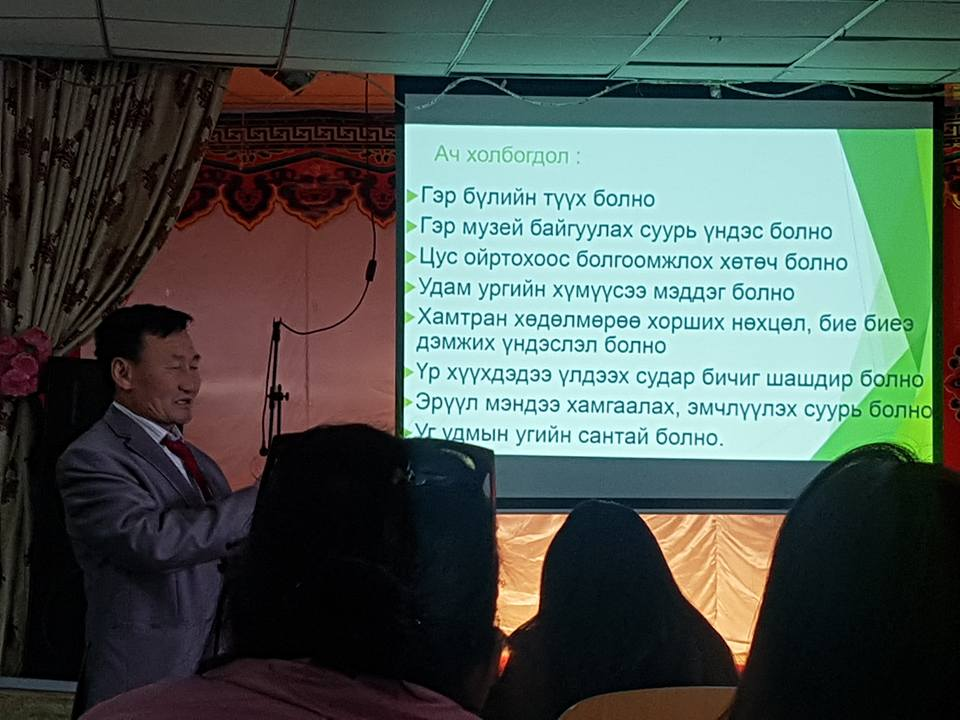 Ач холбогдол :
Гэр бүлийн түүх болно
Гэр музей байгуулах суурь үндэс болно
Цус ойртохоос болгоомжлох хөтөч болно
Удам ургийн хүмүүсээ мэддэг болно
Хамтран хөдөлмөрөө хорших нөхцөл, бие биеэ
дэмжих үндэслэл болно
Үр хүүхдэдээ үлдээх судар бичиг шашдир болно
Эрүүл мэндээ хамгаалах, эмчлүүлэх суурь болно
Уг удмын угийн сантай болно.